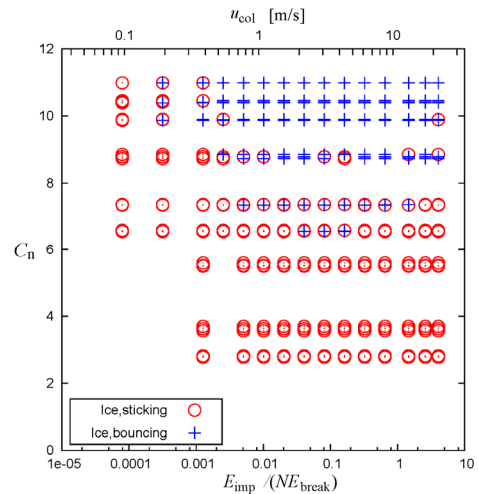 u_col [m/s]
0.1 1 10
12
10
8
6
4
2
0
C_n
Ice,sticking
Ice,bouncing
1e-05 0.0001 0.001 0.01 0.1 1 10
E_imp /(NE_break)